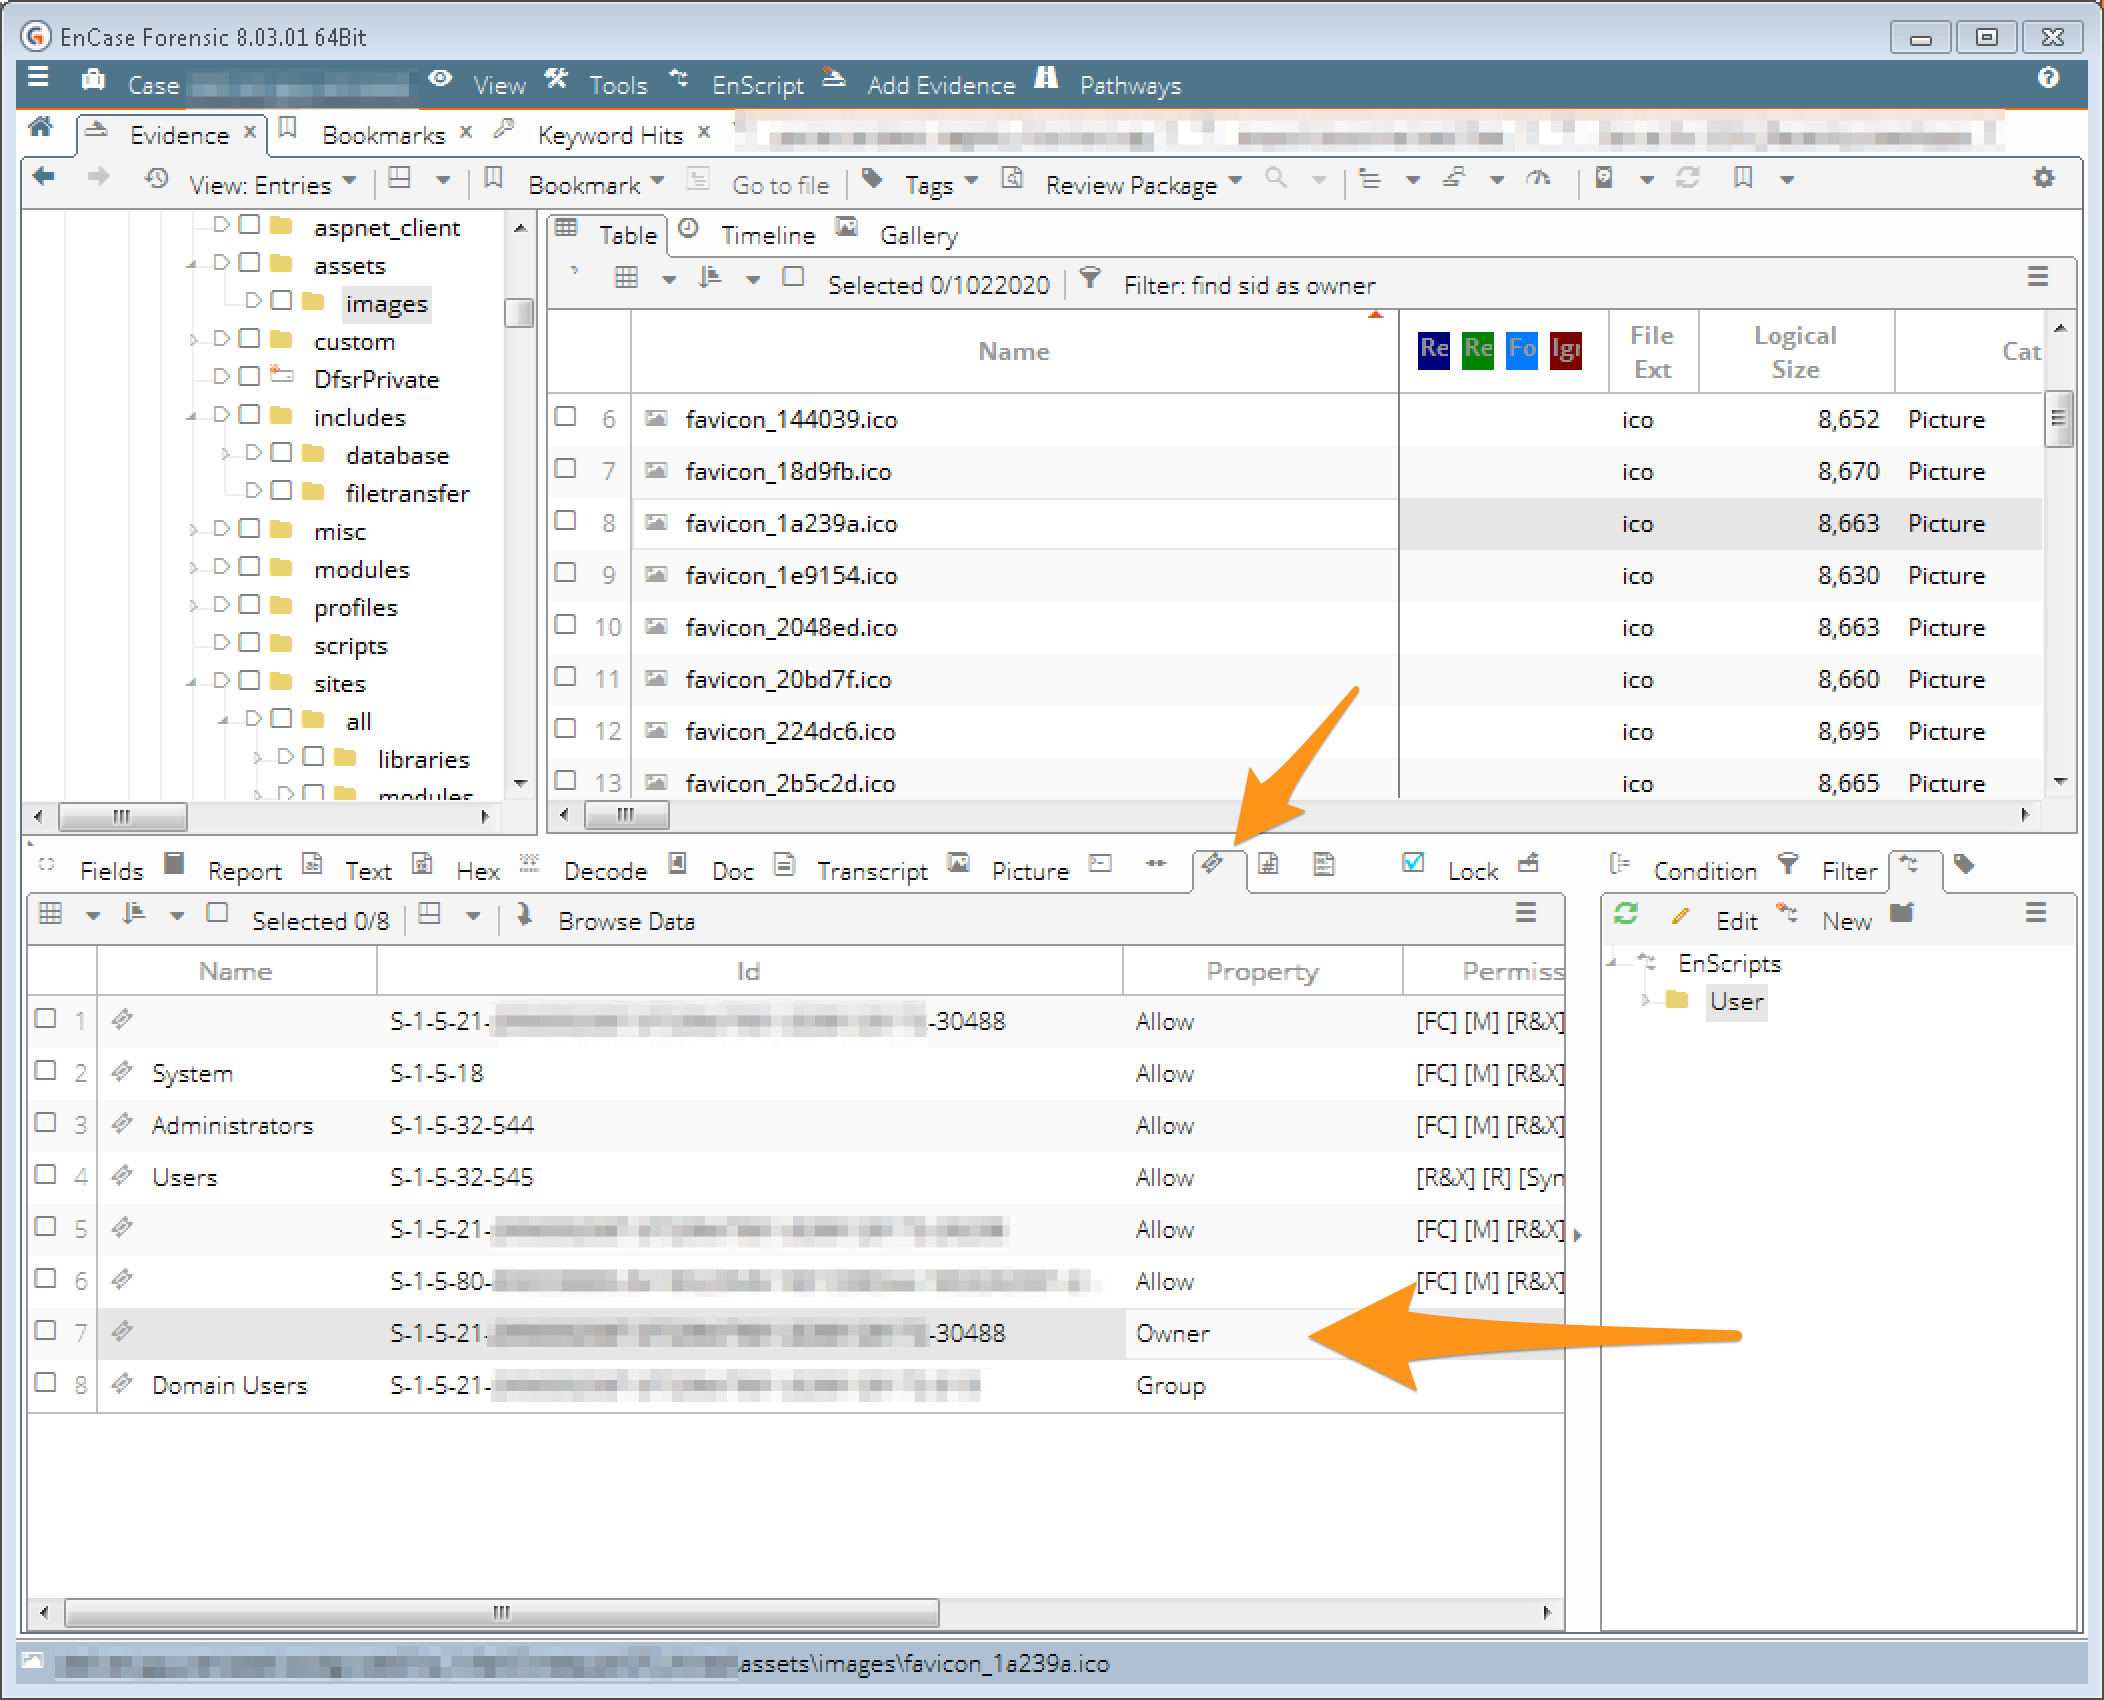 EnCase Forensic 8.03.01 64Bit
Case View Tools EnScript Add Evidence Pathways
Evidence Bookmarks Keyword Hits
View: Entries Bookmark Go to file Tags Review Package
aspnet_client
assets
images
custom
DfsrPrivate
includes
database
filetransfer
misc
modules
profiles
scripts
sites
all
libraries
modules
Table Timeline Gallery
Selected 0/1022020 Filter: find sid as owner
Name Re Re Fo Igr File Ext Logical Size Cat
6 favicon_144039.ico ico 8,652 Picture
7 favicon_18d9fb.ico ico 8,670 Picture
8 favicon_1a239a.ico ico 8,663 Picture
9 favicon_1e9154.ico ico 8,630 Picture
10 favicon_2048ed.ico ico 8,663 Picture
11 favicon_20bd7f.ico ico 8,660 Picture
12 favicon_224dc6.ico ico 8,695 Picture
13 favicon_2b5c2d.ico ico 8,665 Picture
Fields Report Text Hex Decode Doc Transcript Picture Lock
Selected 0/8 Browse Data
Name Id Property Permiss
1 S-1-5-21- -30488 Allow [FC] [M] [R&X]
2 System S-1-5-18 Allow [FC] [M] [R&X]
3 Administrators S-1-5-32-544 Allow [FC] [M] [R&X]
4 Users S-1-5-32-545 Allow [R&X] [R] [Syn
5 S-1-5-21- Allow [FC] [M] [R&X]
6 S-1-5-80- Allow [FC] [M] [R&X]
7 S-1-5-21- -30488 Owner
8 Domain Users S-1-5-21- Group
Condition Filter
Edit New
EnScripts
User
\assets\images\favicon_1a239a.ico